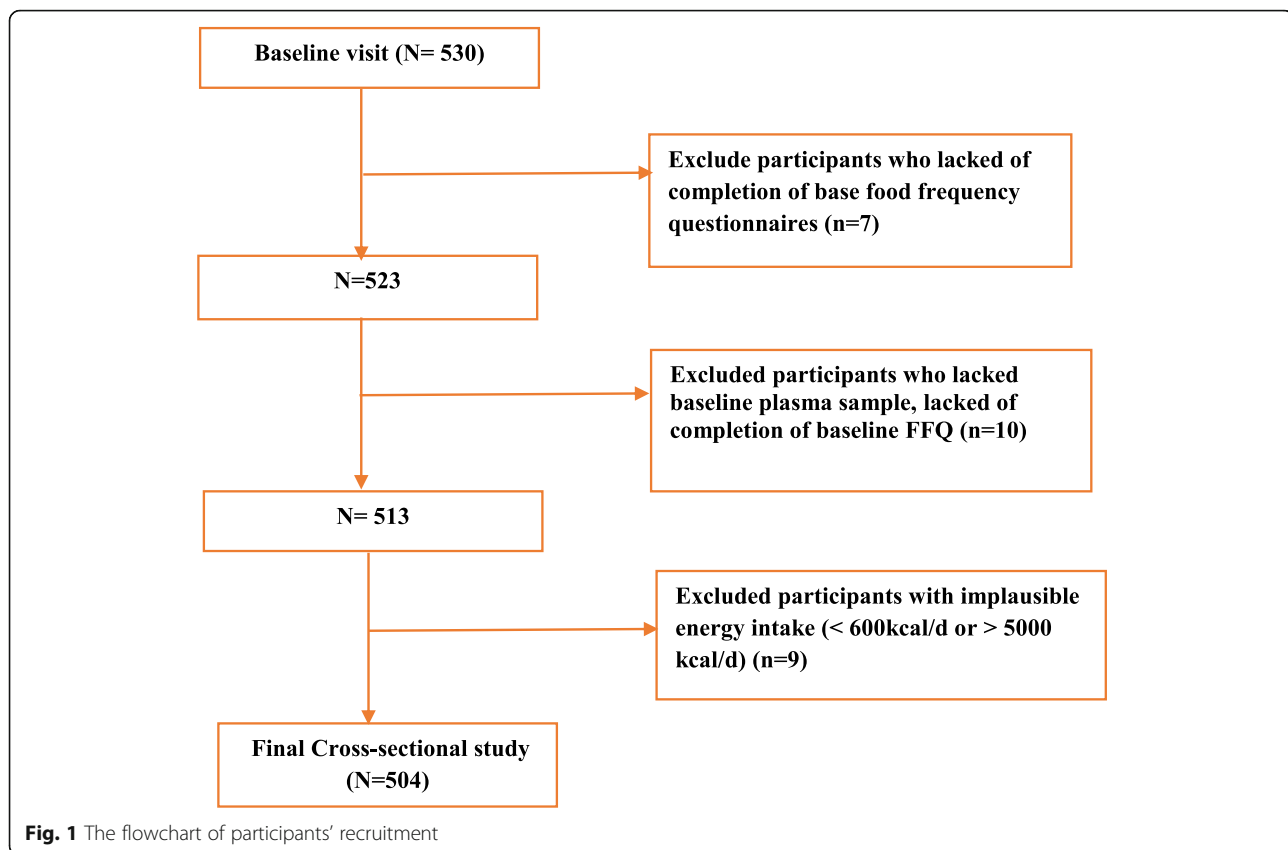 Baseline visit (N= 530)
Exclude participants who lacked of
completion of base food frequency
questionnaires (n=7)
N=523
Excluded participants who lacked
baseline plasma sample, lacked of
completion of baseline FFQ (n=10)
N= 513
Excluded participants with implausible
energy intake (< 600kcal/d or > 5000
kcal/d) (n=9)
Final Cross-sectional study
(N=504)
Fig. 1 The flowchart of participants’ recruitment